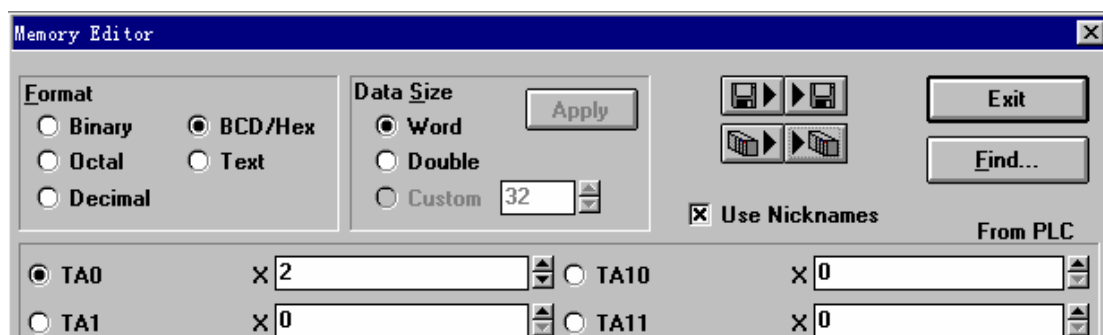 Memory Editor
Format
Binary
BCD/Hex
Octal
Text
Decimal
Data Size
Apply
Word
Double
Custom 32
Use Nicknames
Exit
Find...
From PLC
TA0 X 2 TA10 X 0
TA1 X 0 TA11 X 0